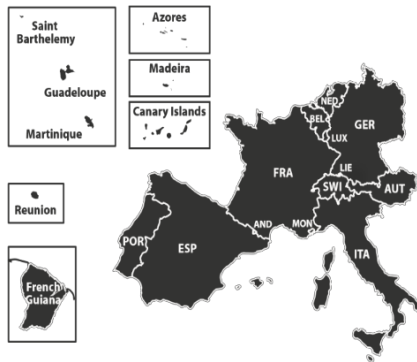 Saint
Barthelemy
Guadeloupe
Martinique
Azores
Madeira
Canary Islands
Reunion
French
Guiana
NED
BEL
GER
LUX
LIE
FRA
SWI
AUT
AND
MON
POR
ESP
ITA